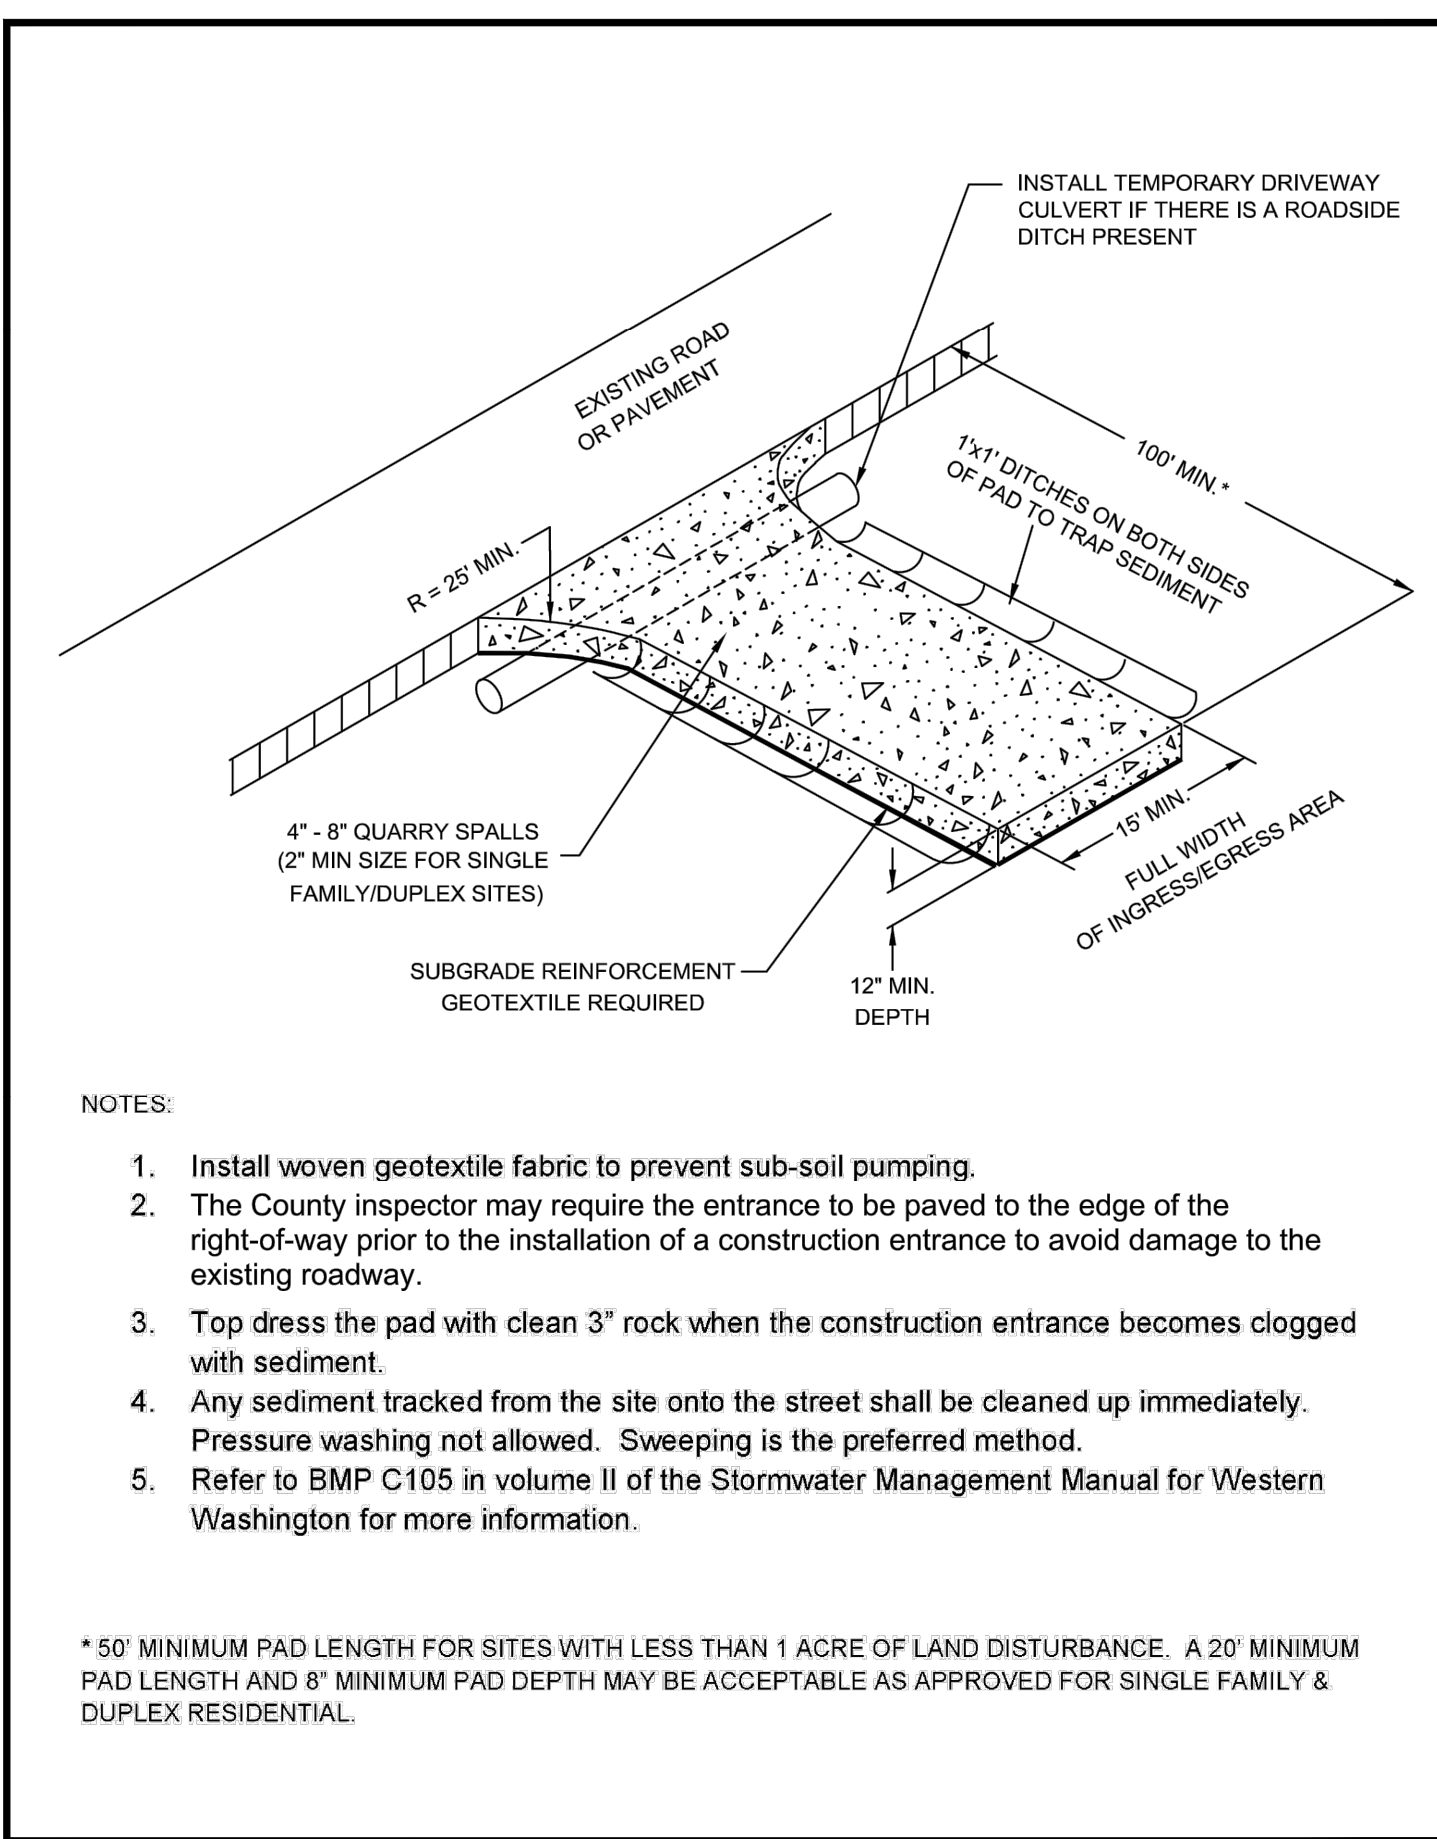 INSTALL TEMPORARY DRIVEWAY
CULVERT IF THERE IS A ROADSIDE
DITCH PRESENT
EXISTING ROAD
OR PAVEMENT
100' MIN.*
1'x1' DITCHES ON BOTH SIDES
OF PAD TO TRAP SEDIMENT
R = 25' MIN.
4" - 8" QUARRY SPALLS
(2" MIN SIZE FOR SINGLE
FAMILY/DUPLEX SITES)
15' MIN.
FULL WIDTH
OF INGRESS/EGRESS AREA
SUBGRADE REINFORCEMENT
GEOTEXTILE REQUIRED
12" MIN.
DEPTH
NOTES:
1. Install woven geotextile fabric to prevent sub-soil pumping.
2. The County inspector may require the entrance to be paved to the edge of the
right-of-way prior to the installation of a construction entrance to avoid damage to the
existing roadway.
3. Top dress the pad with clean 3” rock when the construction entrance becomes clogged
with sediment.
4. Any sediment tracked from the site onto the street shall be cleaned up immediately.
Pressure washing not allowed. Sweeping is the preferred method.
5. Refer to BMP C105 in volume II of the Stormwater Management Manual for Western
Washington for more information.
* 50’ MINIMUM PAD LENGTH FOR SITES WITH LESS THAN 1 ACRE OF LAND DISTURBANCE. A 20’ MINIMUM
PAD LENGTH AND 8” MINIMUM PAD DEPTH MAY BE ACCEPTABLE AS APPROVED FOR SINGLE FAMILY &
DUPLEX RESIDENTIAL.